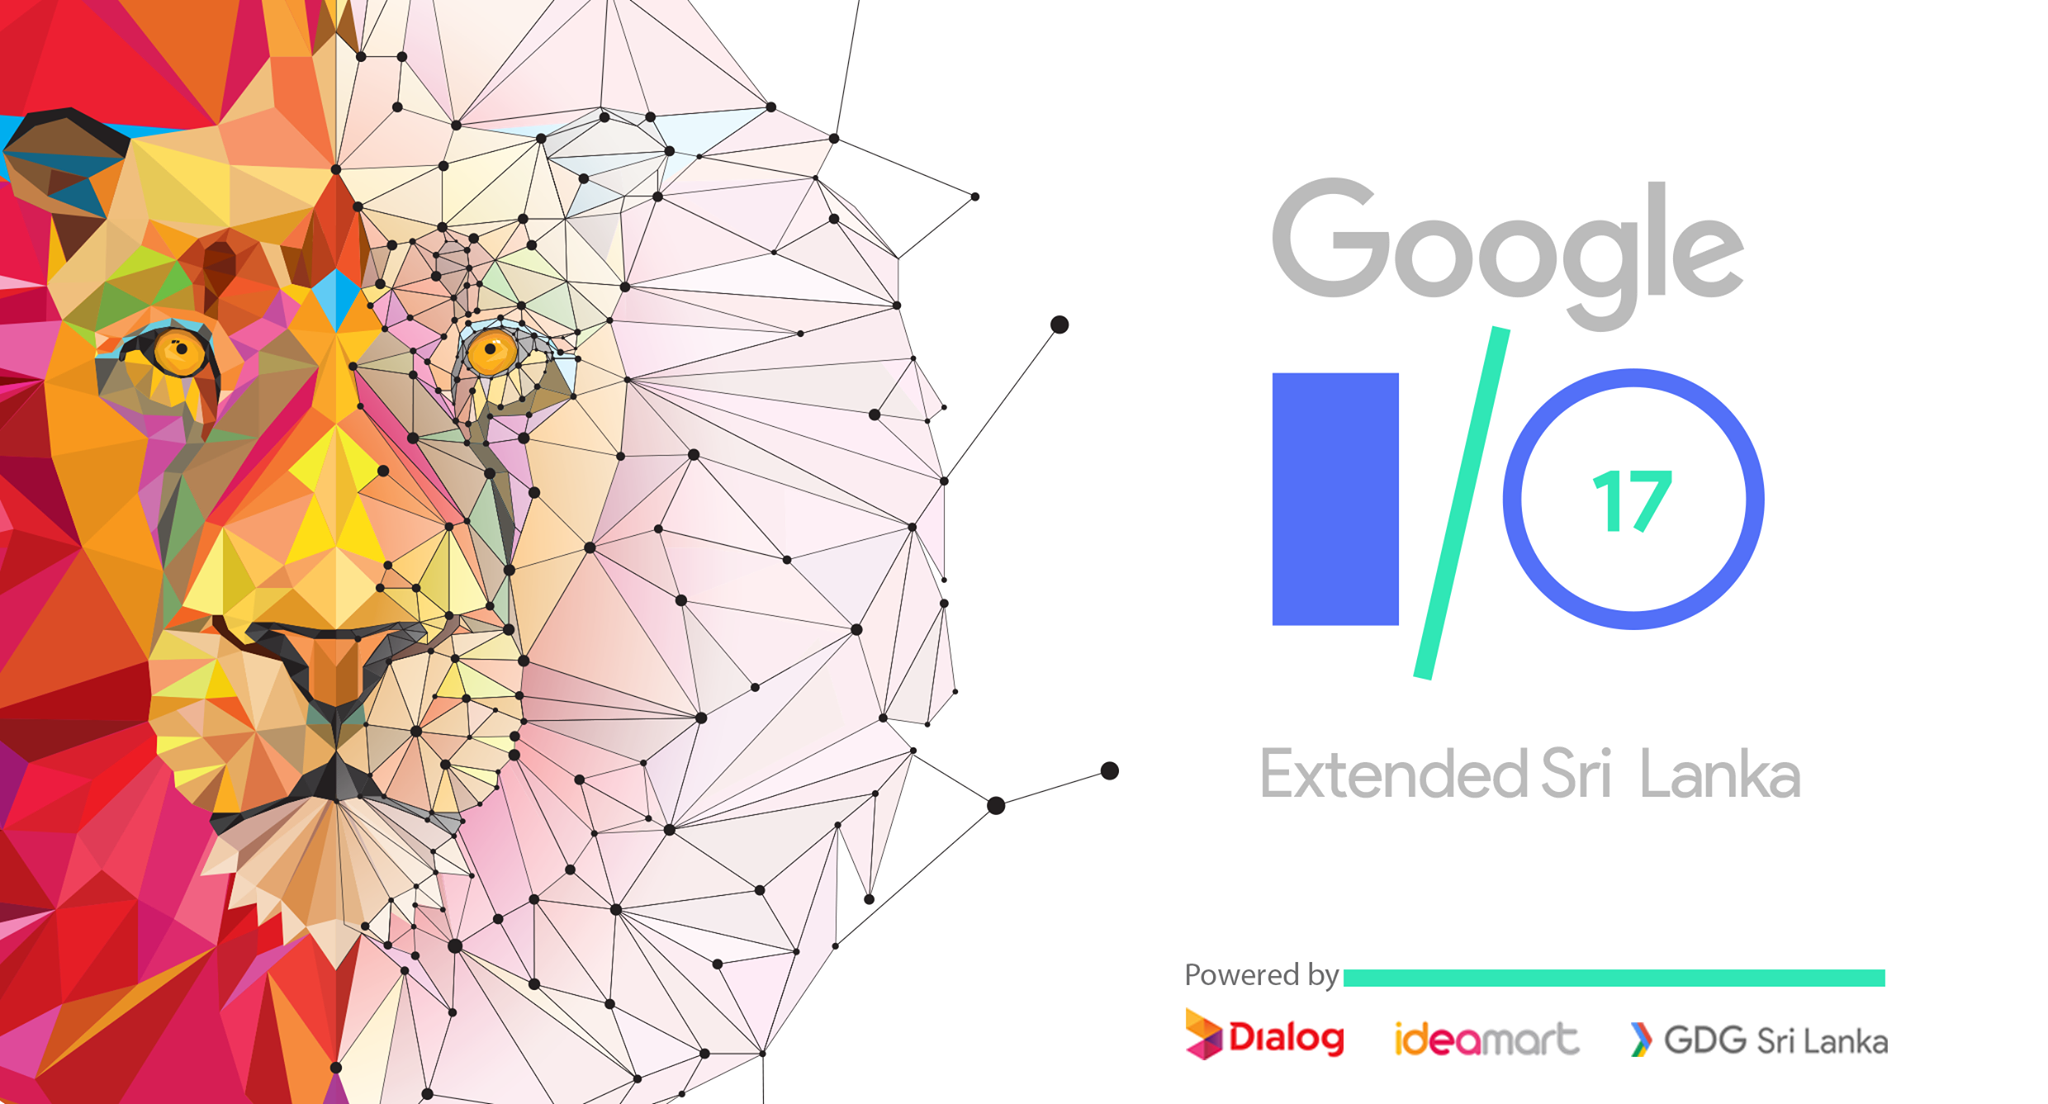 Google
I/O
17
Extended Sri Lanka
Powered by
Dialog ideamart GDG Sri Lanka